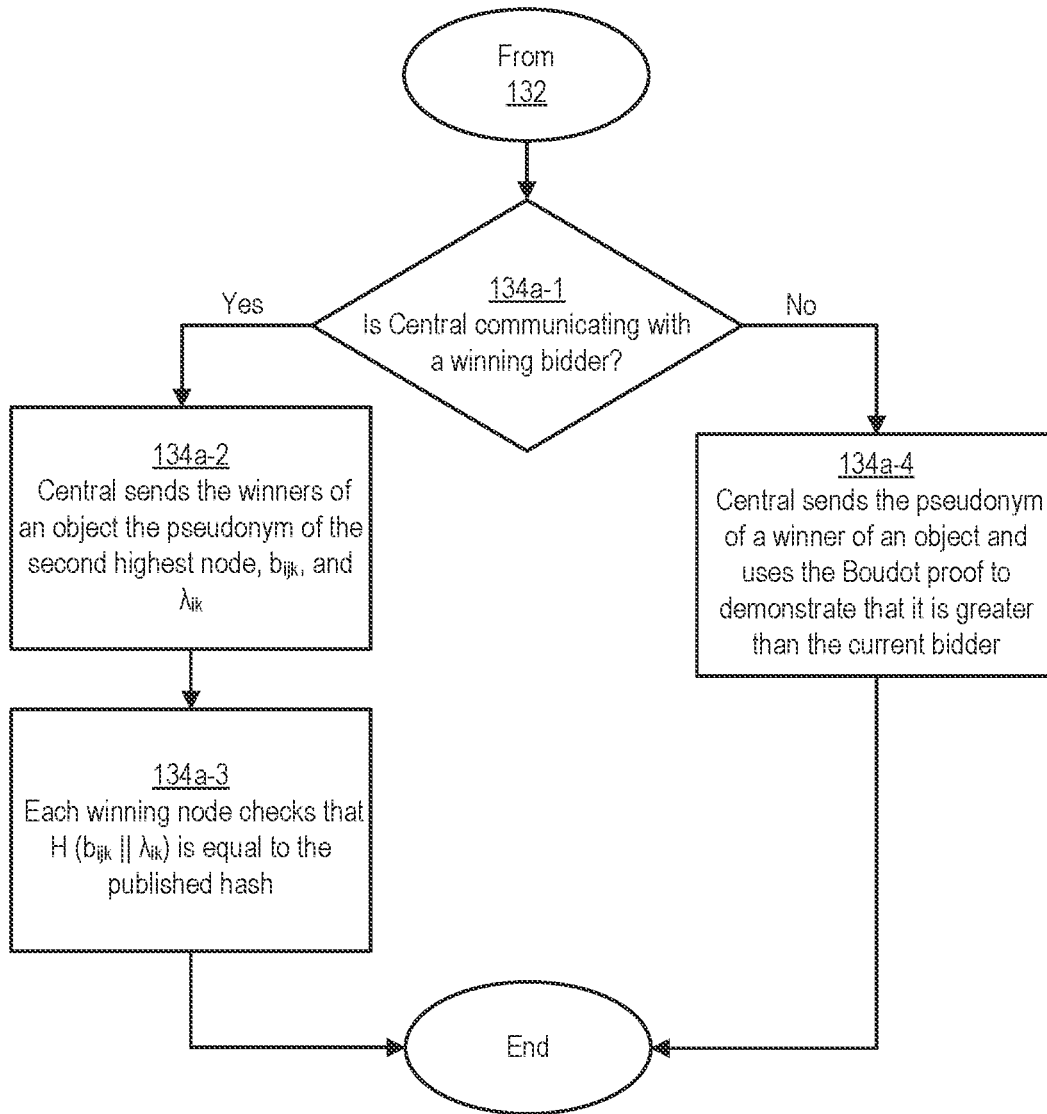 From
132
134a-1
Is Central communicating with
a winning bidder?
Yes
No
134a-2
Central sends the winners of
an object the pseudonym of the
second highest node, bijk, and
λik
134a-4
Central sends the pseudonym
of a winner of an object and
uses the Boudot proof to
demonstrate that it is greater
than the current bidder
134a-3
Each winning node checks that
H (bijk || λik) is equal to the
published hash
End